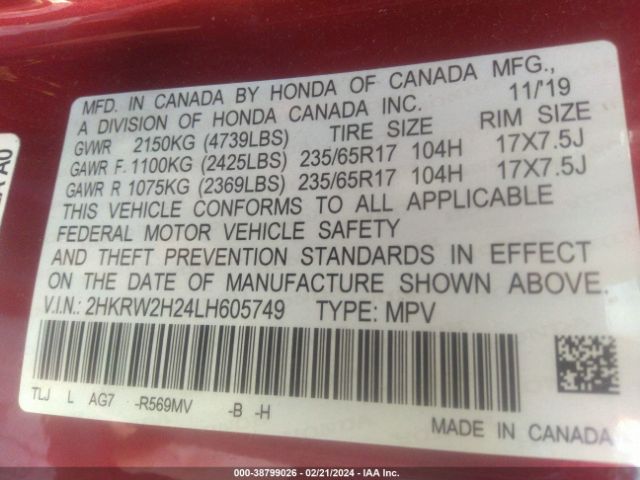 MFD. IN CANADA BY HONDA OF CANADA MFG.,
A DIVISION OF HONDA CANADA INC. 11/'19
GVWR 2150KG (4739LBS) TIRE SIZE RIM SIZE
GAWR F. 1100KG (2425LBS) 235/65R17 104H 17X7.5J
GAWR R 1075KG (2369LBS) 235/65R17 104H 17X7.5J
THIS VEHICLE CONFORMS TO ALL APPLICABLE
FEDERAL MOTOR VEHICLE SAFETY
AND THEFT PREVENTION STANDARDS IN EFFECT
ON THE DATE OF MANUFACTURE SHOWN ABOVE.
V.I.N.: 2HKRW2H24LH605749 TYPE: MPV
TLJ L AG7 -R569MV -B -H
MADE IN CANADA
000-38799026 - 02/21/2024 - IAA Inc.